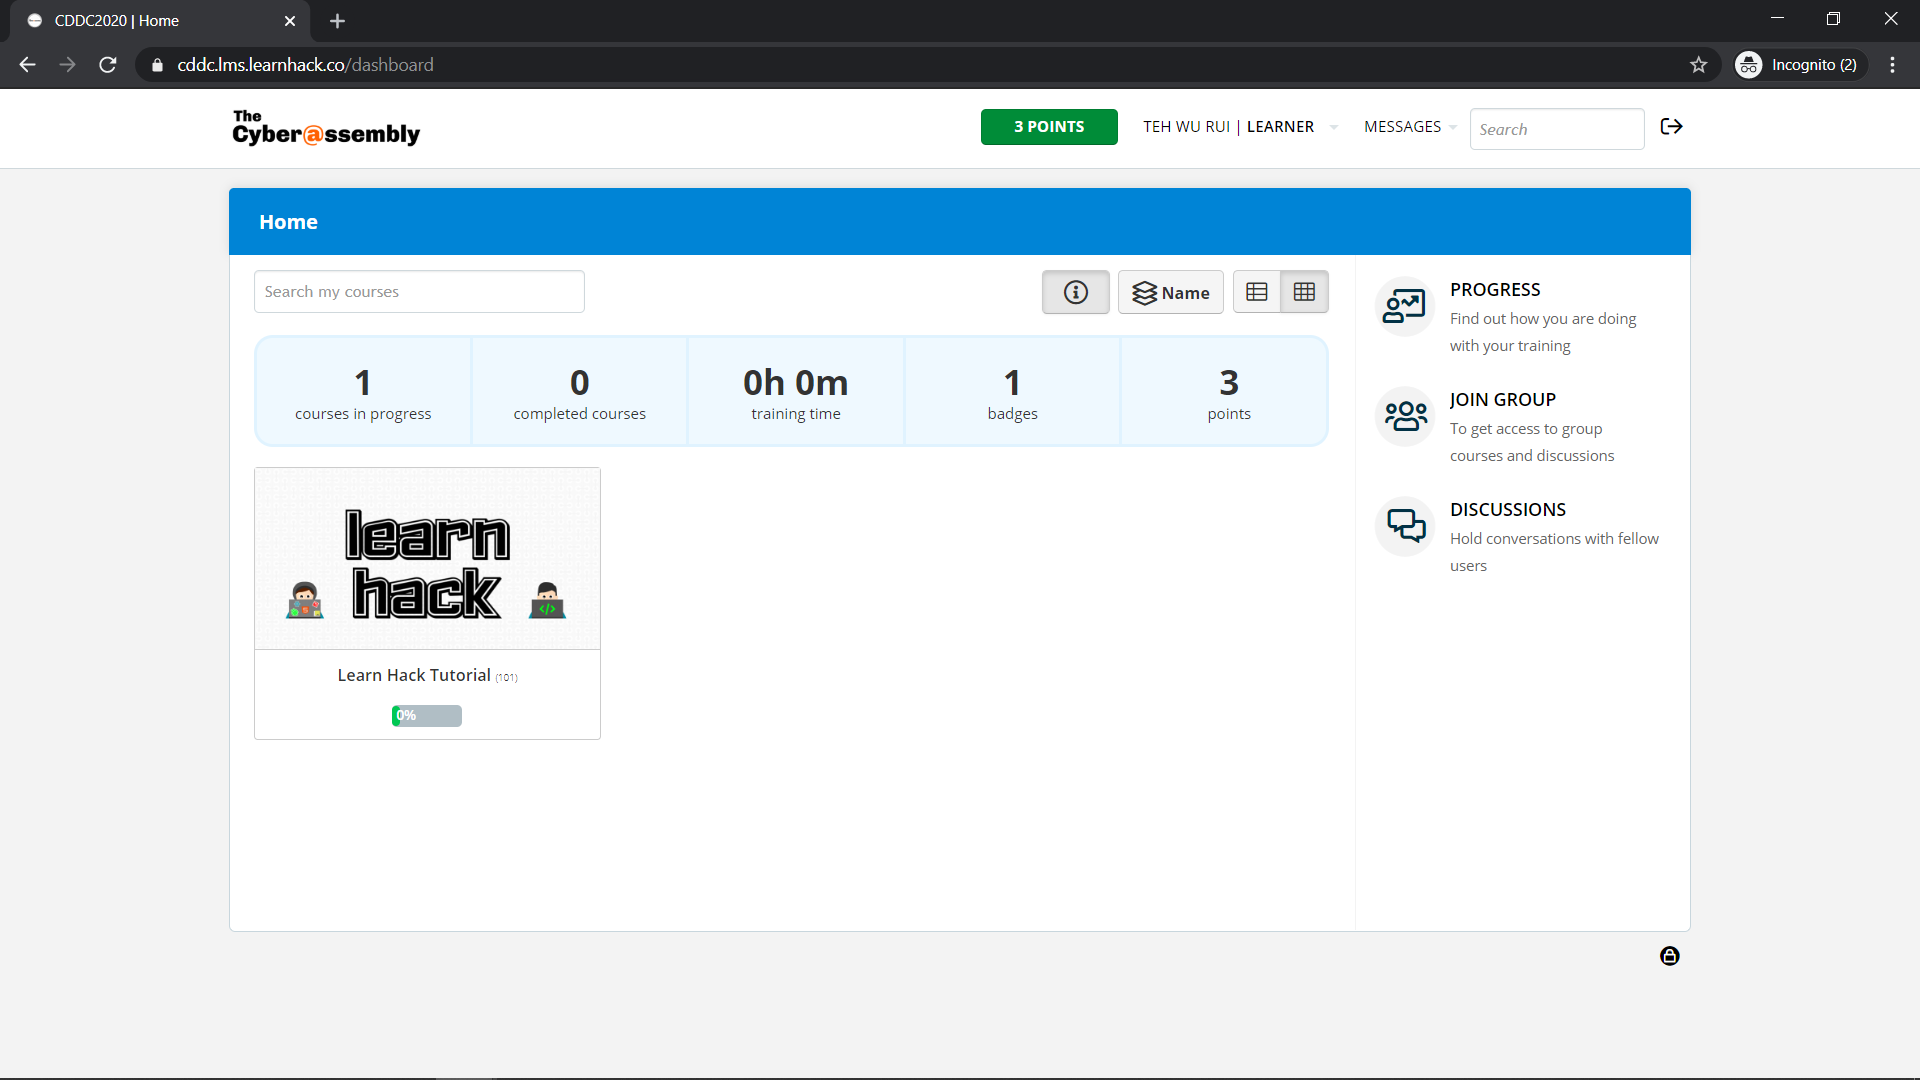 CDDC2020 | Home
cddc.lms.learnhack.co/dashboard
Incognito (2)
The
Cyber@ssembly
3 POINTS
TEH WU RUI | LEARNER
MESSAGES
Search
Home
Search my courses
Name
1
courses in progress
0
completed courses
0h 0m
training time
1
badges
3
points
learn
hack
</>
Learn Hack Tutorial (101)
0%
PROGRESS
Find out how you are doing
with your training
JOIN GROUP
To get access to group
courses and discussions
DISCUSSIONS
Hold conversations with fellow
users